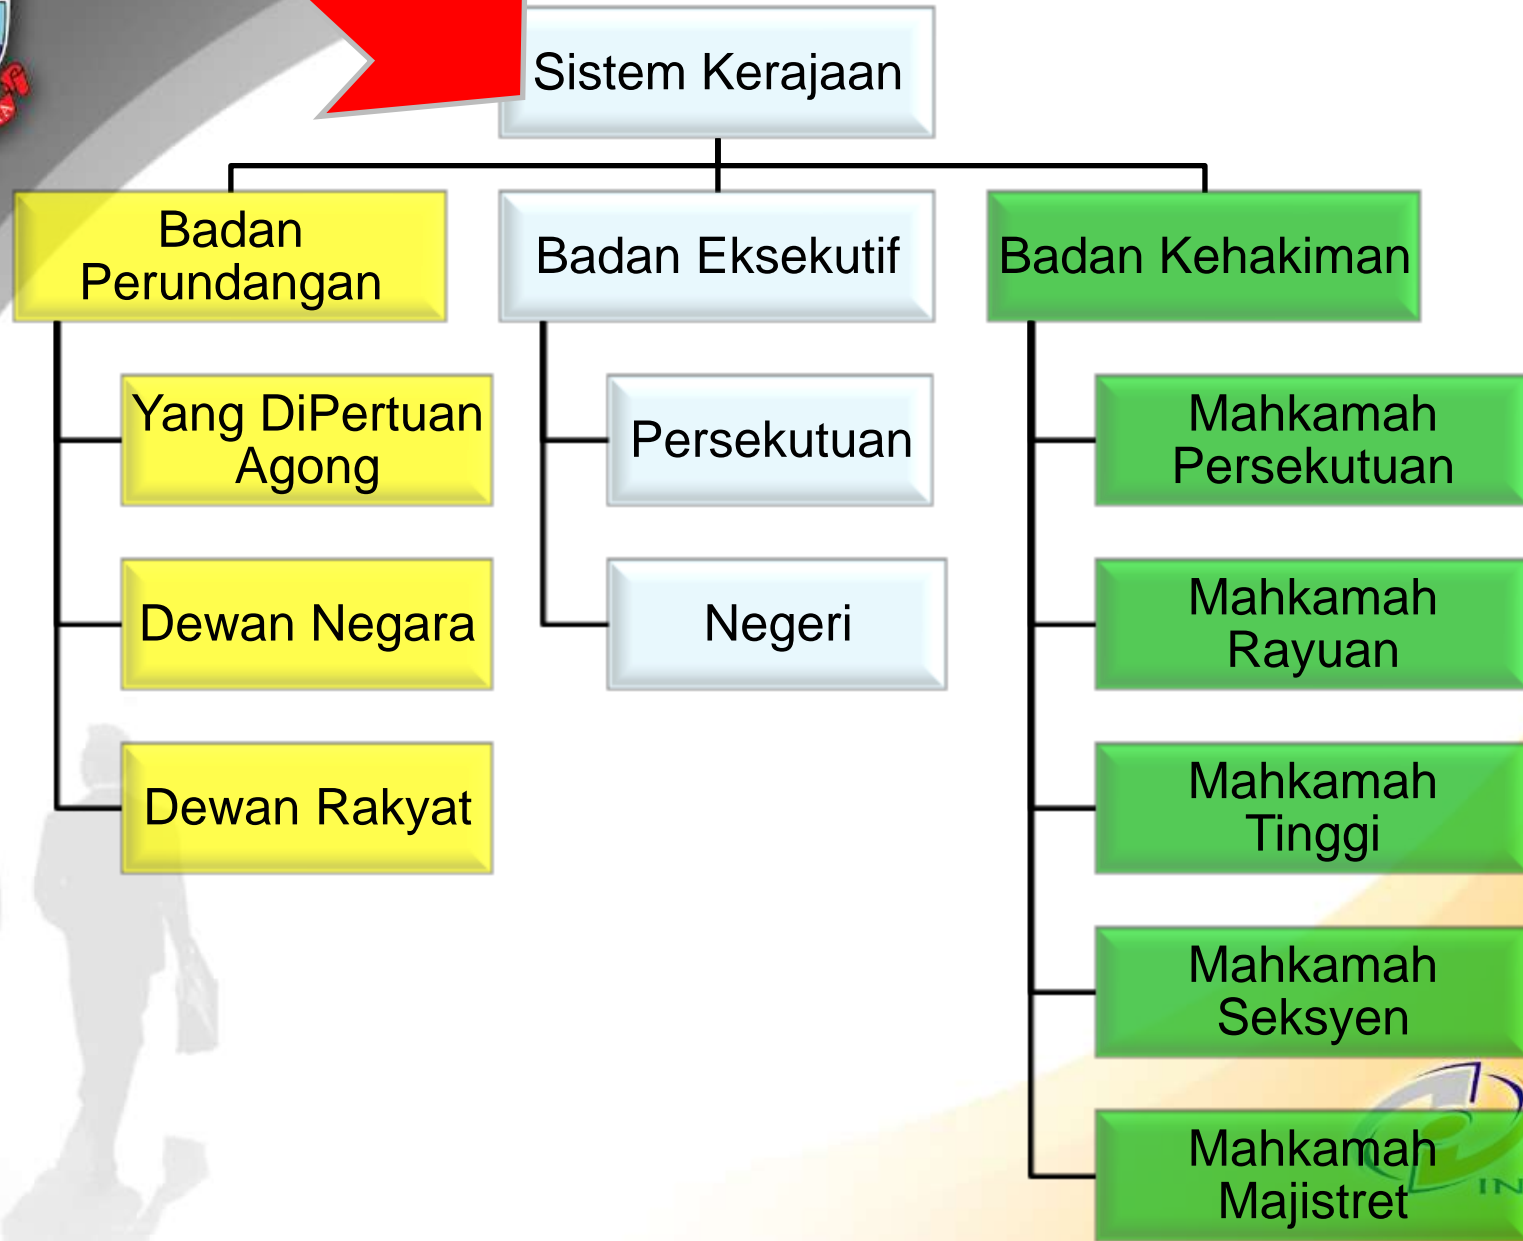 Sistem Kerajaan
Badan
Perundangan
Yang DiPertuan
Agong
Dewan Negara
Dewan Rakyat
Badan Eksekutif
Persekutuan
Negeri
Badan Kehakiman
Mahkamah
Persekutuan
Mahkamah
Rayuan
Mahkamah
Tinggi
Mahkamah
Seksyen
Mahkamah
Majistret